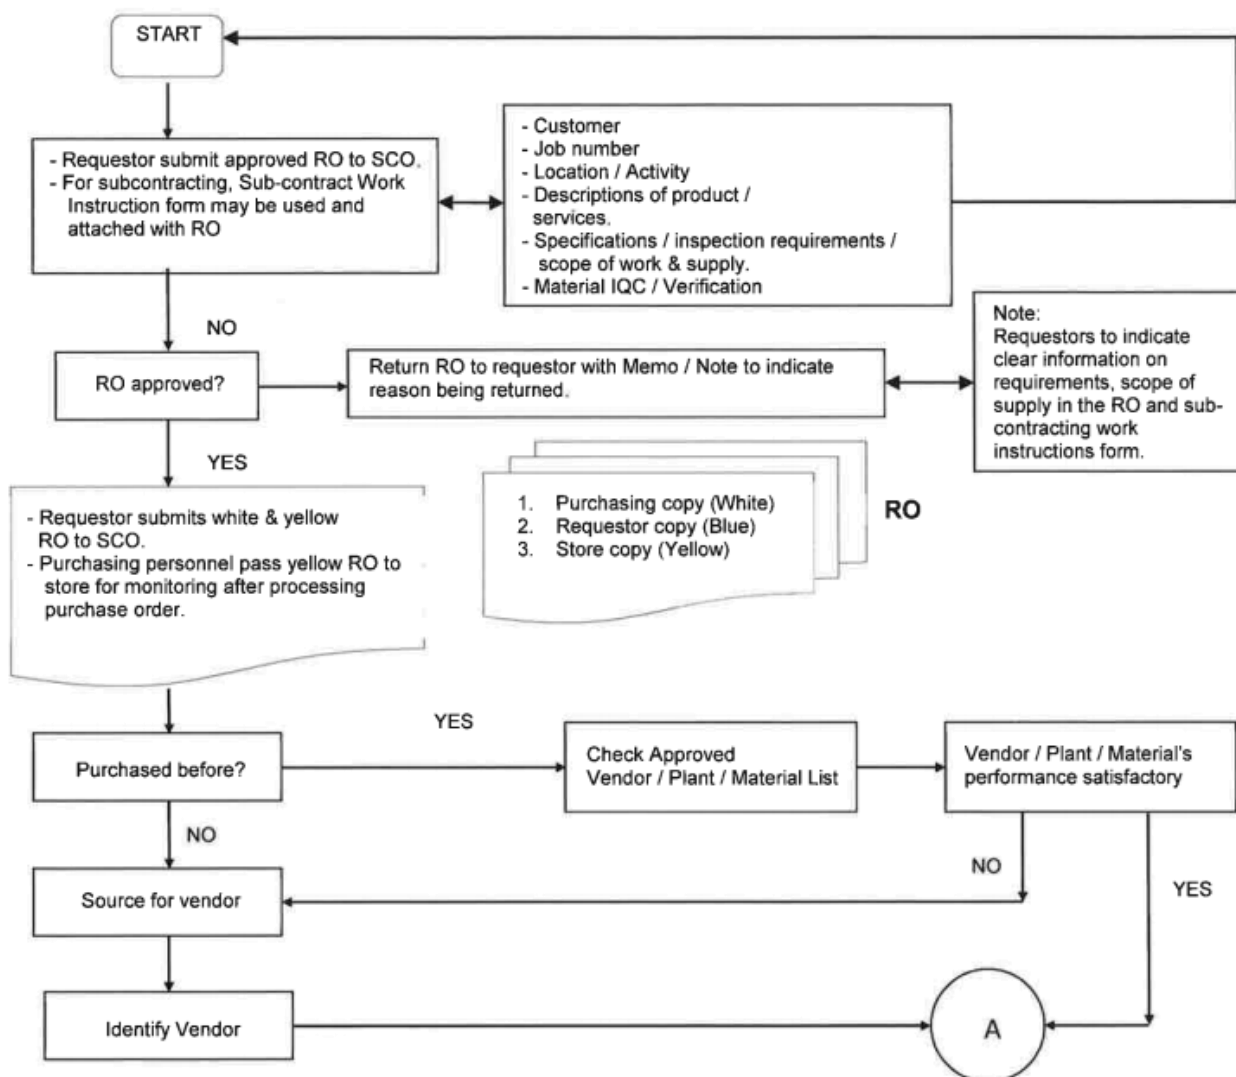 START
- Requestor submit approved RO to SCO.
- For subcontracting, Sub-contract Work
Instruction form may be used and
attached with RO
- Customer
- Job number
- Location / Activity
- Descriptions of product /
services.
- Specifications / inspection requirements /
scope of work & supply.
- Material IQC / Verification
NO
RO approved?
Return RO to requestor with Memo / Note to indicate
reason being returned.
Note:
Requestors to indicate
clear information on
requirements, scope of
supply in the RO and sub-
contracting work
instructions form.
YES
- Requestor submits white & yellow
RO to SCO.
- Purchasing personnel pass yellow RO to
store for monitoring after processing
purchase order.
1. Purchasing copy (White)
2. Requestor copy (Blue)
3. Store copy (Yellow)
RO
YES
Purchased before?
Check Approved
Vendor / Plant / Material List
Vendor / Plant / Material's
performance satisfactory
NO
NO
YES
Source for vendor
Identify Vendor
A